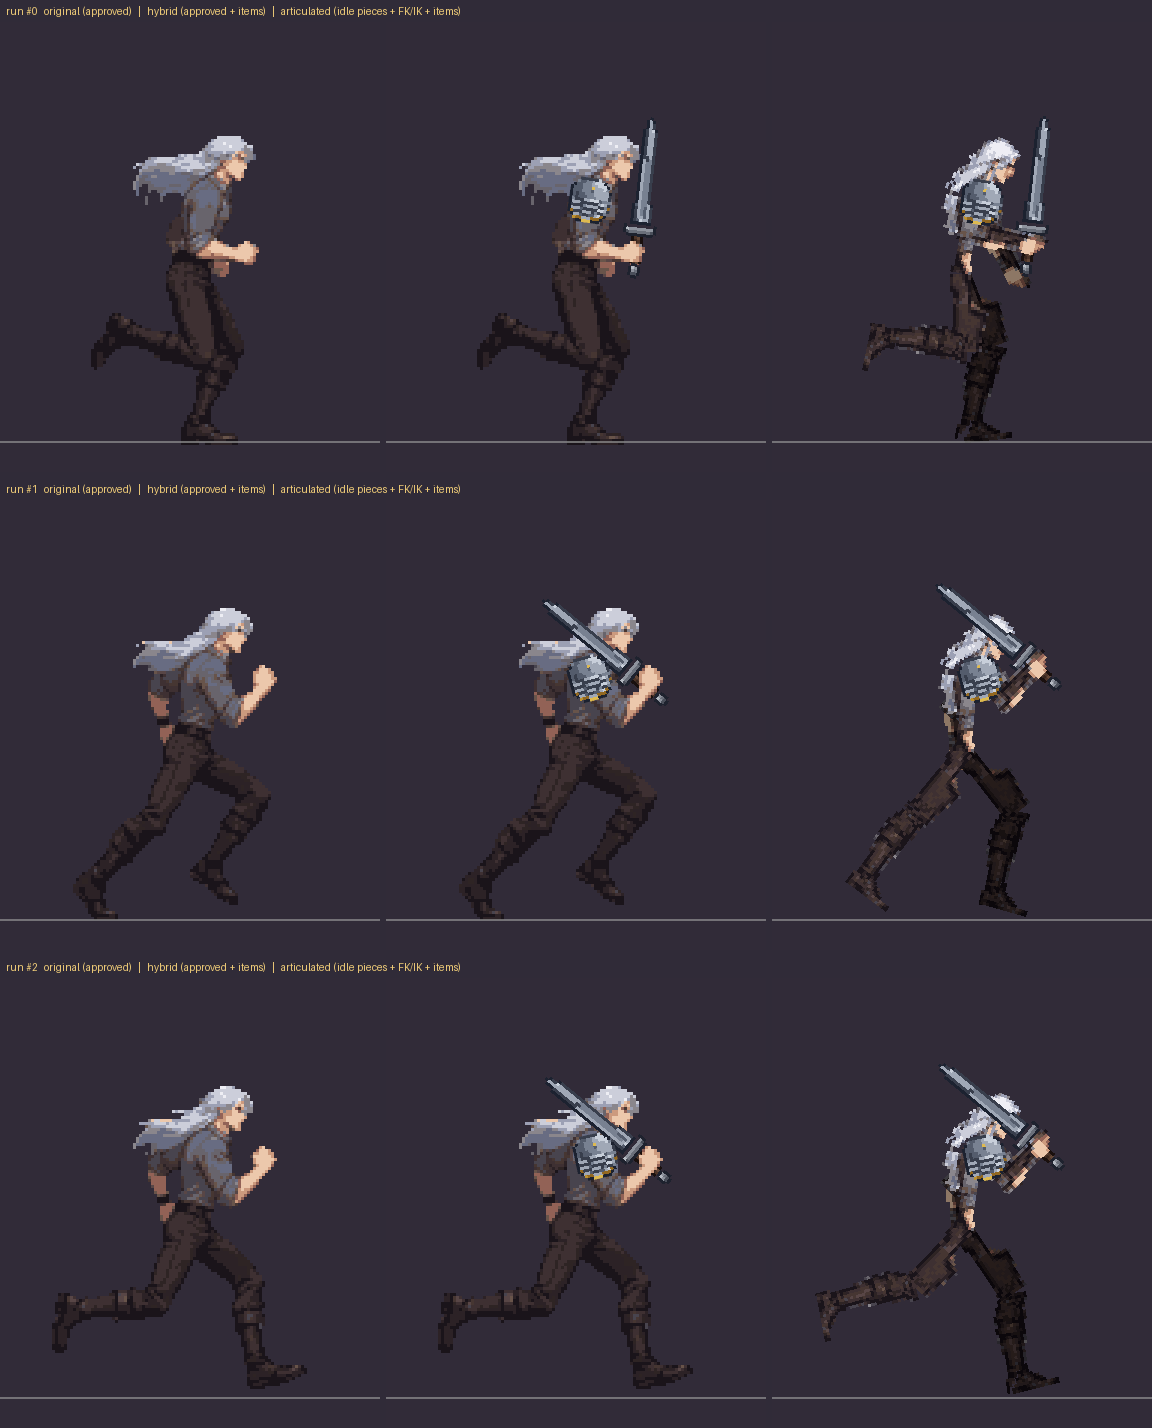 run #0 original (approved) | hybrid (approved + items) | articulated (idle pieces + FK/IK + items)
run #1 original (approved) | hybrid (approved + items) | articulated (idle pieces + FK/IK + items)
run #2 original (approved) | hybrid (approved + items) | articulated (idle pieces + FK/IK + items)